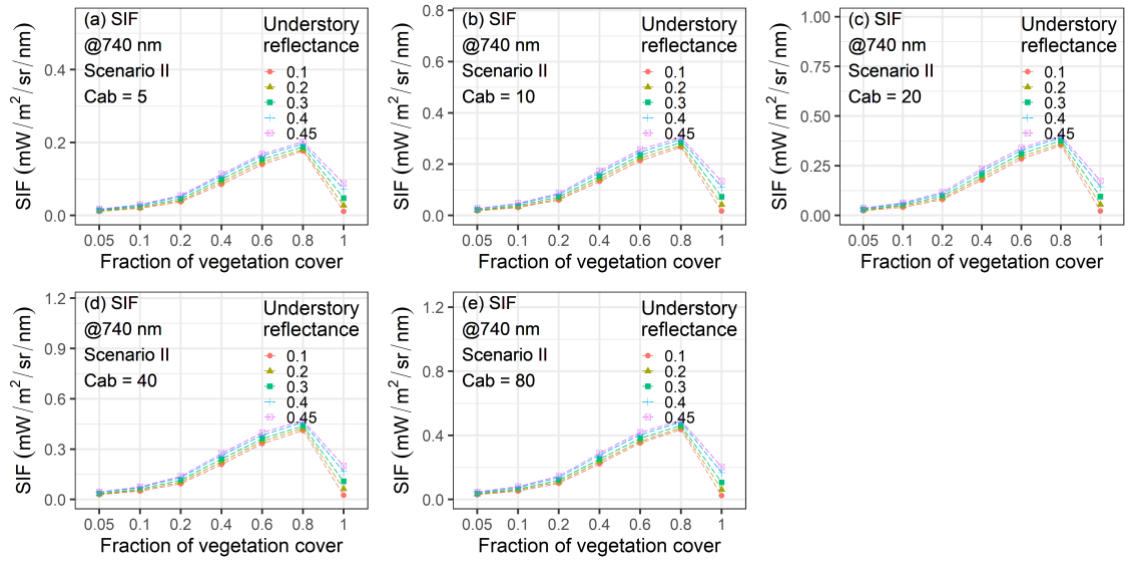 (a) SIF
@740 nm
Scenario II
Cab = 5
Understory
reflectance
0.1
0.2
0.3
0.4
0.45
0.4
0.2
0.0
SIF (mW/m²/sr/nm)
0.05 0.1 0.2 0.4 0.6 0.8 1
Fraction of vegetation cover
(b) SIF
@740 nm
Scenario II
Cab = 10
Understory
reflectance
0.1
0.2
0.3
0.4
0.45
0.8
0.6
0.4
0.2
0.0
SIF (mW/m²/sr/nm)
0.05 0.1 0.2 0.4 0.6 0.8 1
Fraction of vegetation cover
(c) SIF
@740 nm
Scenario II
Cab = 20
Understory
reflectance
0.1
0.2
0.3
0.4
0.45
1.00
0.75
0.50
0.25
0.00
SIF (mW/m²/sr/nm)
0.05 0.1 0.2 0.4 0.6 0.8 1
Fraction of vegetation cover
(d) SIF
@740 nm
Scenario II
Cab = 40
Understory
reflectance
0.1
0.2
0.3
0.4
0.45
1.2
0.9
0.6
0.3
0.0
SIF (mW/m²/sr/nm)
0.05 0.1 0.2 0.4 0.6 0.8 1
Fraction of vegetation cover
(e) SIF
@740 nm
Scenario II
Cab = 80
Understory
reflectance
0.1
0.2
0.3
0.4
0.45
1.2
0.8
0.4
0.0
SIF (mW/m²/sr/nm)
0.05 0.1 0.2 0.4 0.6 0.8 1
Fraction of vegetation cover